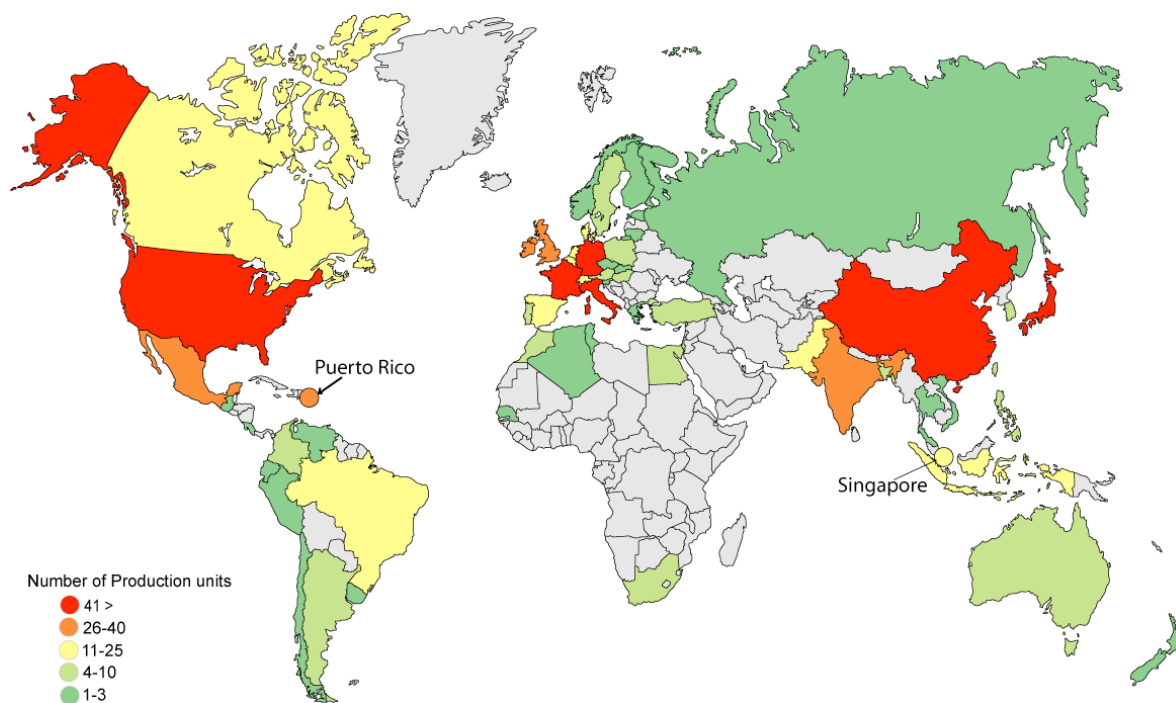 Puerto Rico
Singapore
Number of Production units
41 >
26-40
11-25
4-10
1-3